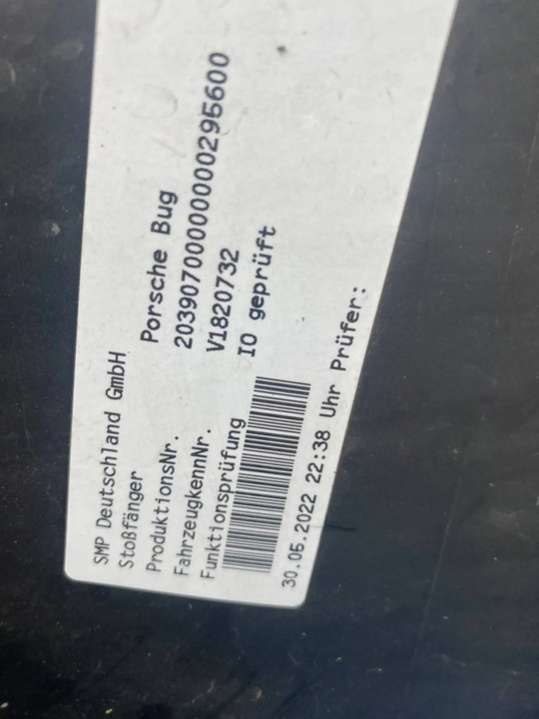 SMP Deutschland GmbH
Stoßfänger Porsche Bug
ProduktionsNr. 2039070000000000295600
FahrzeugkennNr. V1820732
Funktionsprüfung IO geprüft
30.05.2022 22:38 Uhr Prüfer: